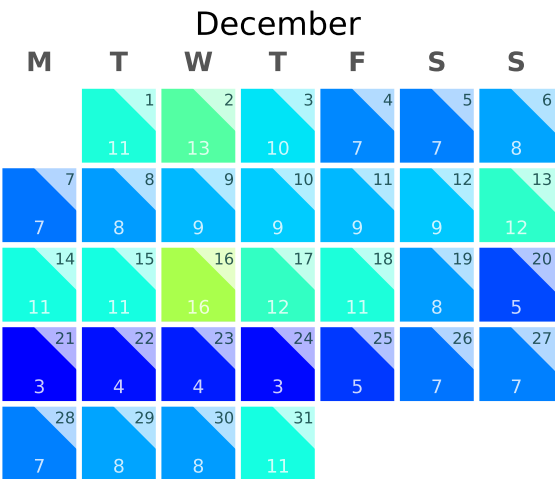 December
M T W T F S S
1 2 3 4 5 6
11 13 10 7 7 8
7 8 9 10 11 12 13
7 8 9 9 9 9 12
14 15 16 17 18 19 20
11 11 16 12 11 8 5
21 22 23 24 25 26 27
3 4 4 3 5 7 7
28 29 30 31
7 8 8 11